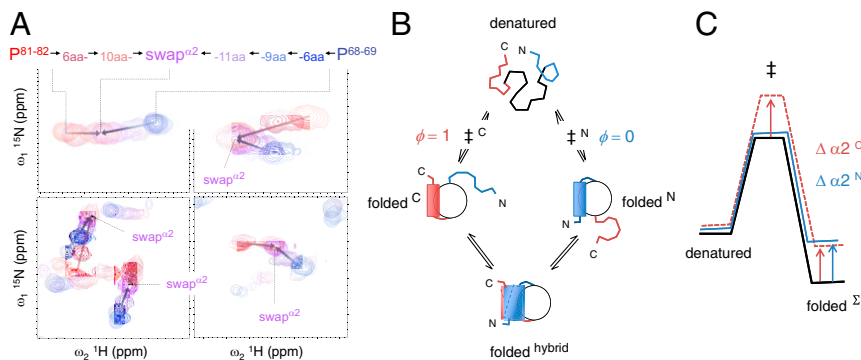 A
P81-82 6aa- 10aa- swapα2 -11aa -9aa -6aa P68-69
ω1 15N (ppm)
swapα2
ω1 15N (ppm)
swapα2
swapα2
swapα2
ω2 1H (ppm)
ω2 1H (ppm)
B
denatured
C N
ϕ = 1 ‡ C ‡ N ϕ = 0
C
folded C
N
folded N
N
C
C
N
folded hybrid
C
‡
Δ α2 C
Δ α2 N
denatured
folded Σ